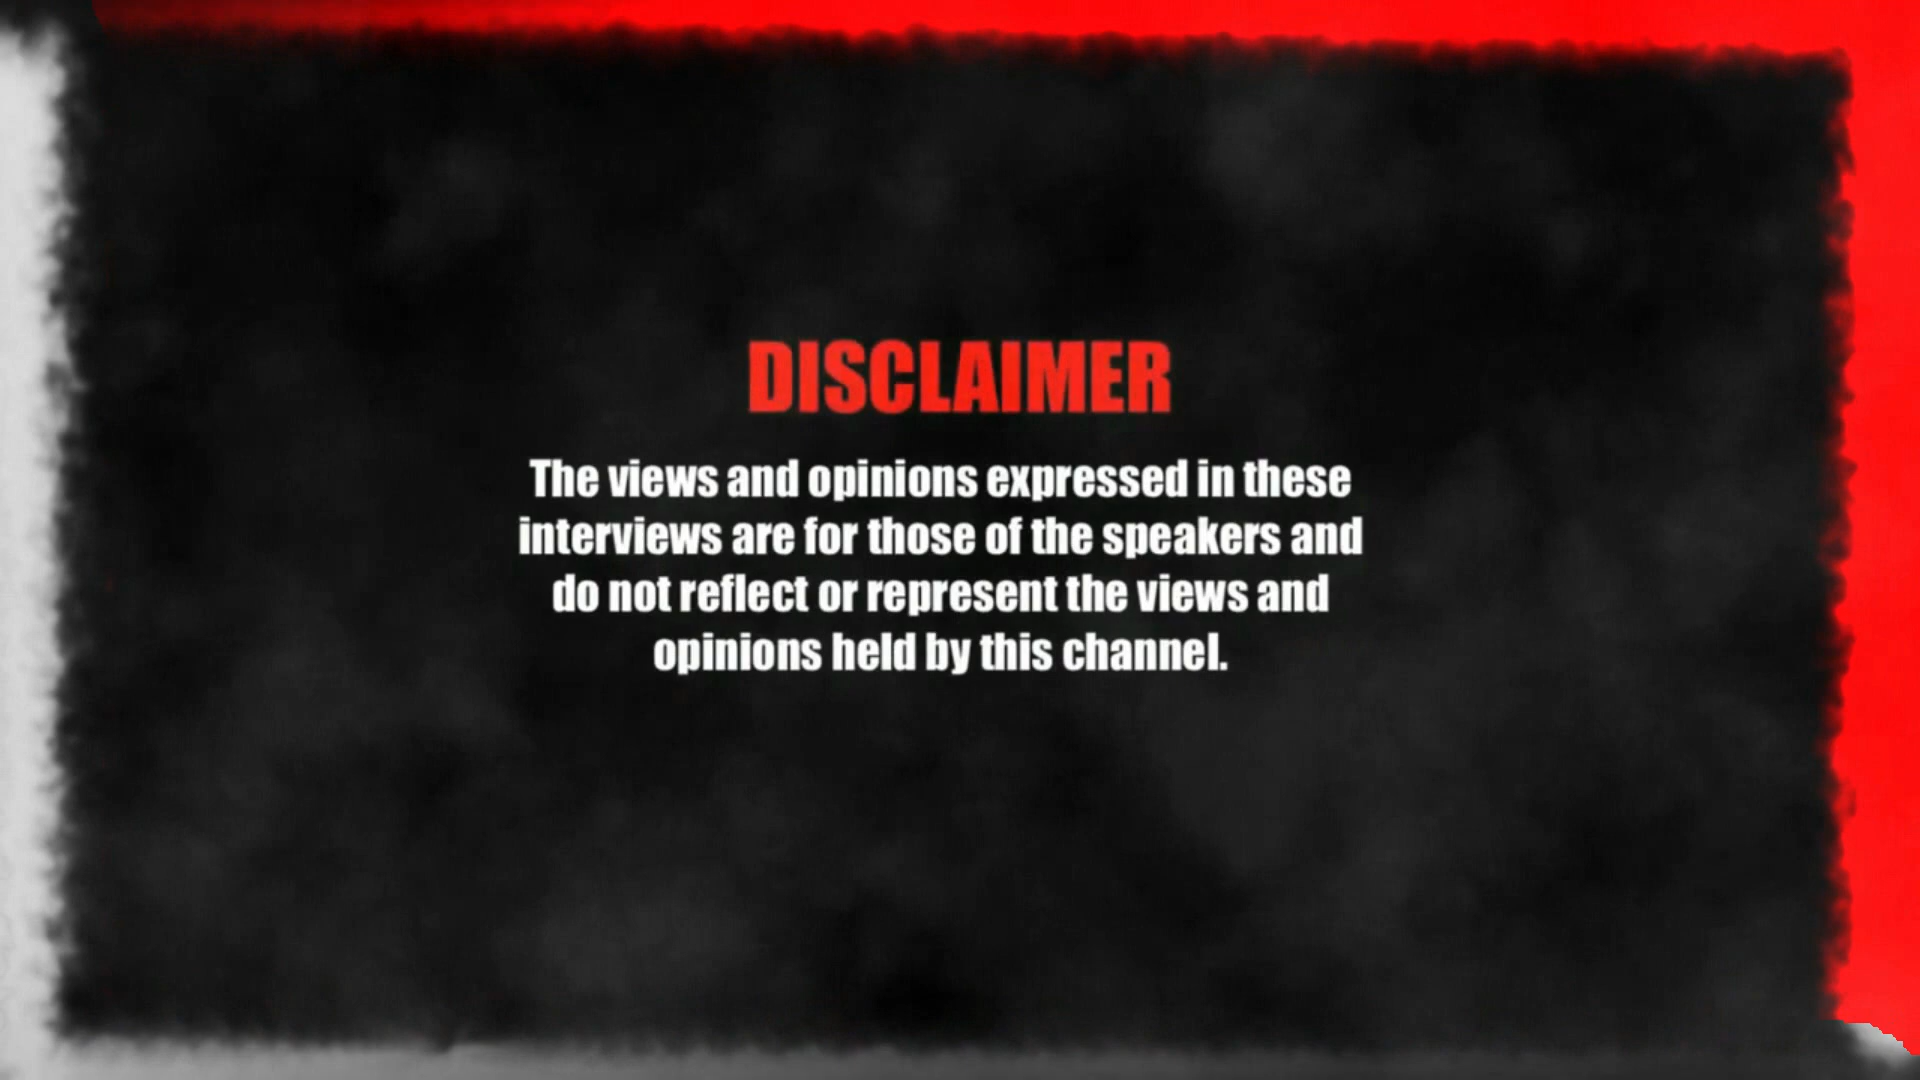 DISCLAIMER
The views and opinions expressed in these
interviews are for those of the speakers and
do not reflect or represent the views and
opinions held by this channel.